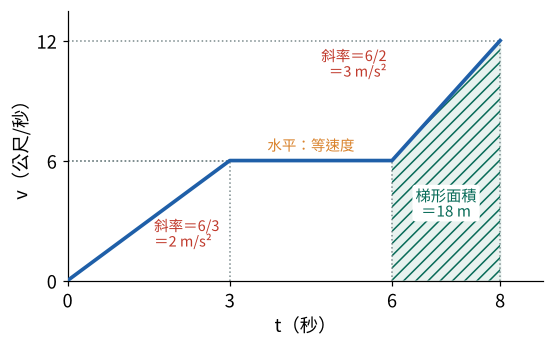 v（公尺/秒）
12
6
0
斜率＝6/2
＝3 m/s²
水平：等速度
斜率＝6/3
＝2 m/s²
梯形面積
＝18 m
0
3
6
8
t（秒）